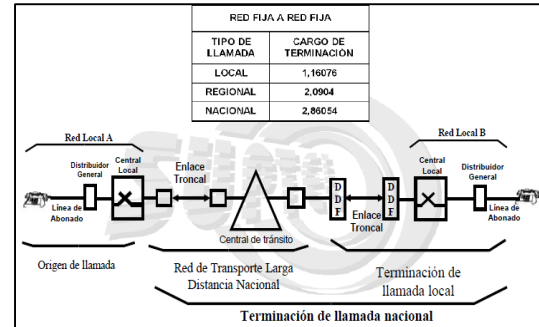 RED FIJA A RED FIJA
TIPO DE LLAMADA CARGO DE TERMINACIÓN
LOCAL 1,16076
REGIONAL 2,0904
NACIONAL 2,86054
Red Local A
Red Local B
Distribuidor General
Central Local
Enlace Troncal
Línea de Abonado
Central de tránsito
DDF
Enlace Troncal
DDF
Central Local
Distribuidor General
Línea de Abonado
Origen de llamada
Red de Transporte Larga Distancia Nacional
Terminación de llamada local
Terminación de llamada nacional